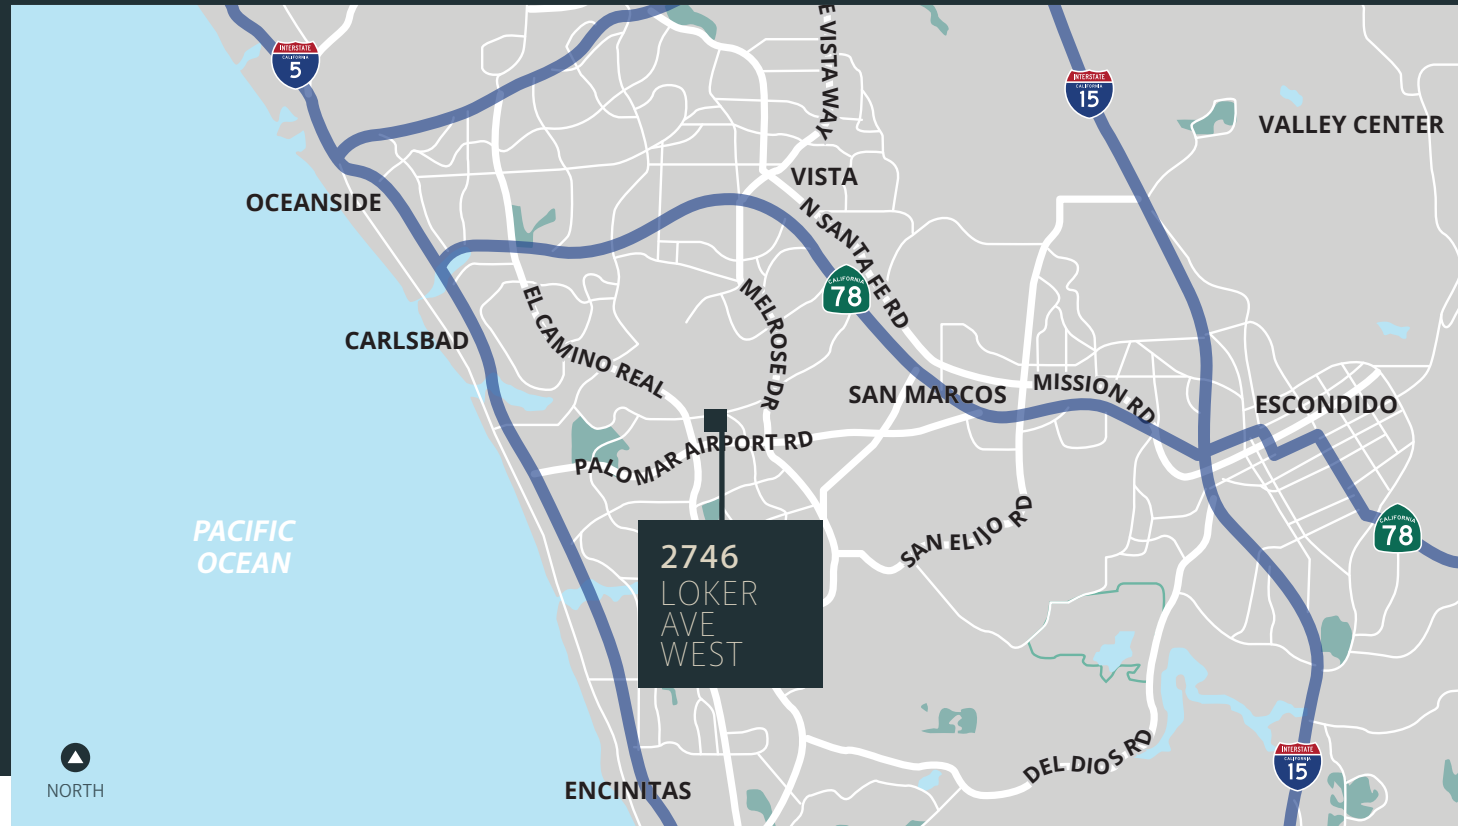 E VISTA WAY
INTERSTATE
CALIFORNIA
5
INTERSTATE
CALIFORNIA
15
VALLEY CENTER
VISTA
OCEANSIDE
N SANTA FE RD
CALIFORNIA
78
EL CAMINO REAL
MELROSE DR
CARLSBAD
SAN MARCOS
MISSION RD
ESCONDIDO
PALOMAR AIRPORT RD
SAN ELIJO RD
CALIFORNIA
78
PACIFIC
OCEAN
2746
LOKER
AVE
WEST
DEL DIOS RD
INTERSTATE
CALIFORNIA
15
NORTH
ENCINITAS